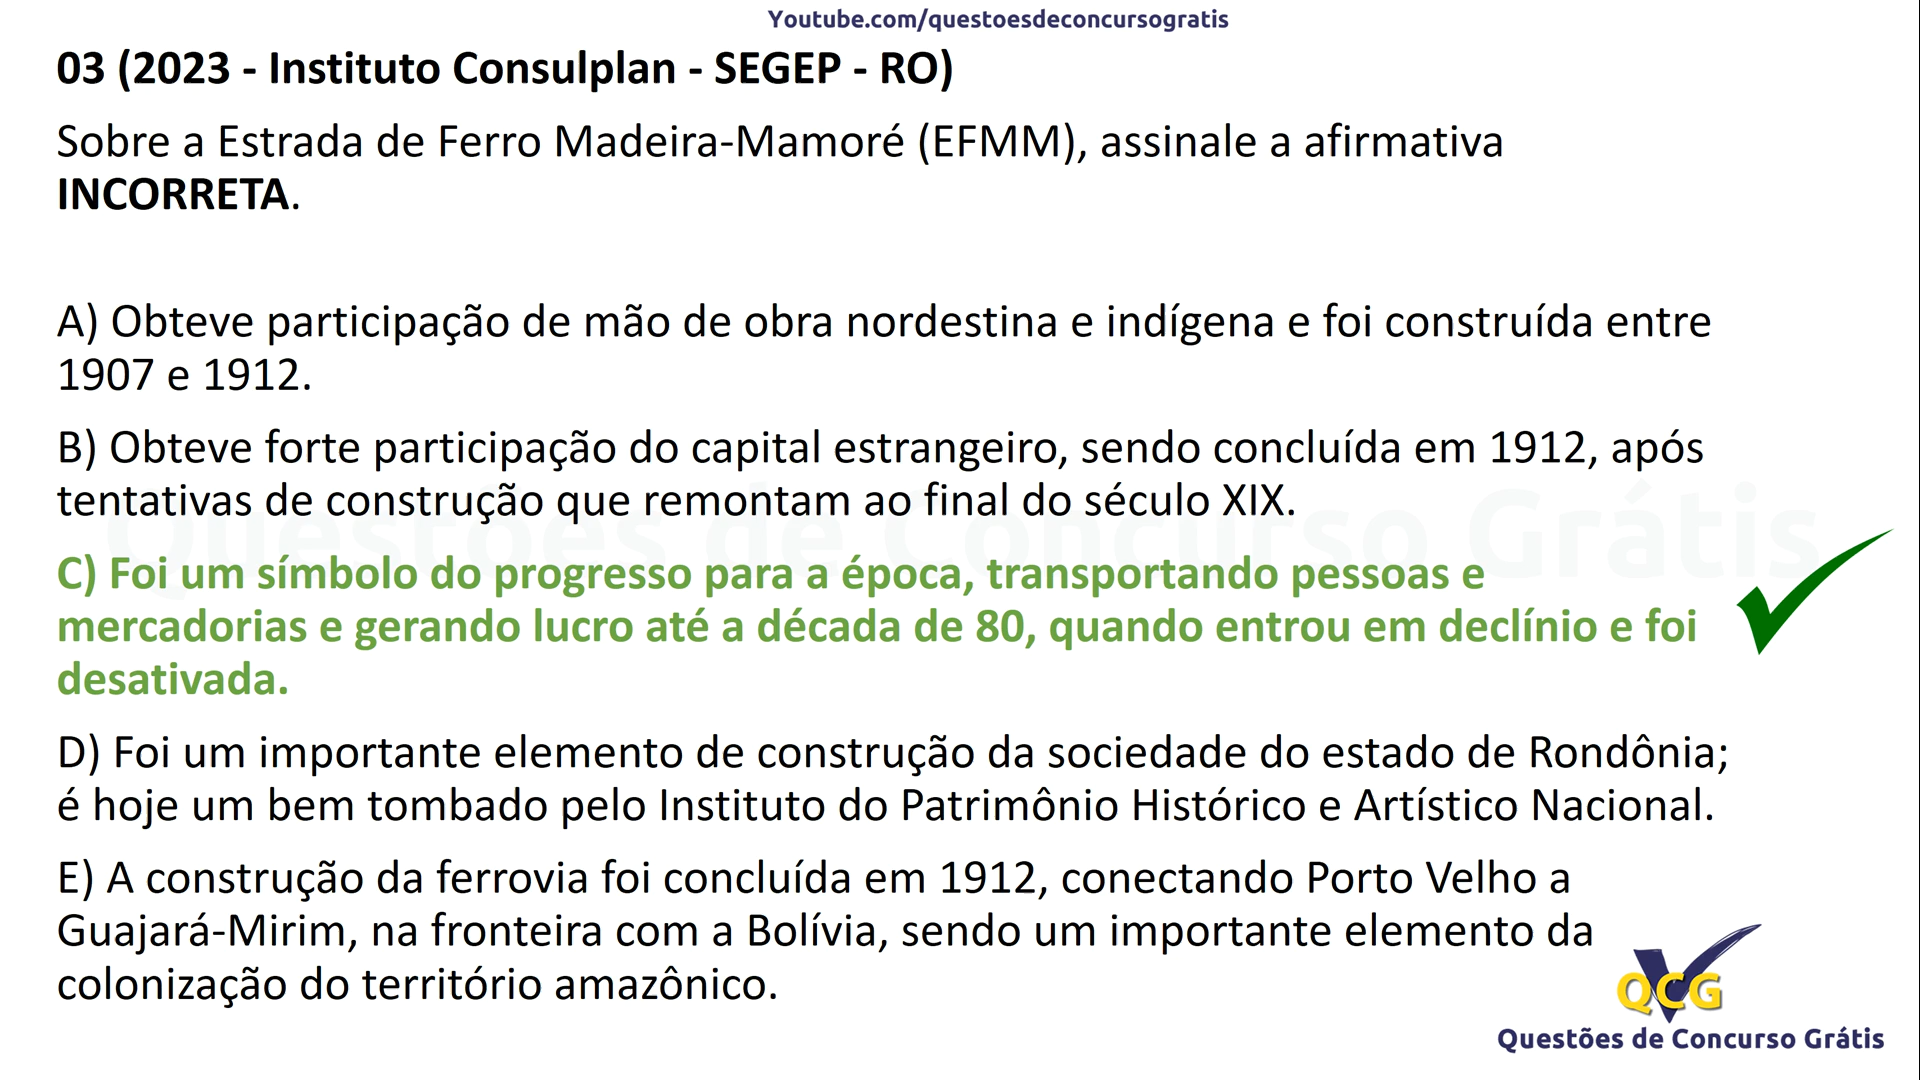 Youtube.com/questoesdeconcursogratis
03 (2023 - Instituto Consulplan - SEGEP - RO)
Sobre a Estrada de Ferro Madeira-Mamoré (EFMM), assinale a afirmativa
INCORRETA.
A) Obteve participação de mão de obra nordestina e indígena e foi construída entre
1907 e 1912.
B) Obteve forte participação do capital estrangeiro, sendo concluída em 1912, após
tentativas de construção que remontam ao final do século XIX.
Questões de Concurso Grátis
C) Foi um símbolo do progresso para a época, transportando pessoas e
mercadorias e gerando lucro até a década de 80, quando entrou em declínio e foi
desativada.
D) Foi um importante elemento de construção da sociedade do estado de Rondônia;
é hoje um bem tombado pelo Instituto do Patrimônio Histórico e Artístico Nacional.
E) A construção da ferrovia foi concluída em 1912, conectando Porto Velho a
Guajará-Mirim, na fronteira com a Bolívia, sendo um importante elemento da
colonização do território amazônico.
QCG
Questões de Concurso Grátis